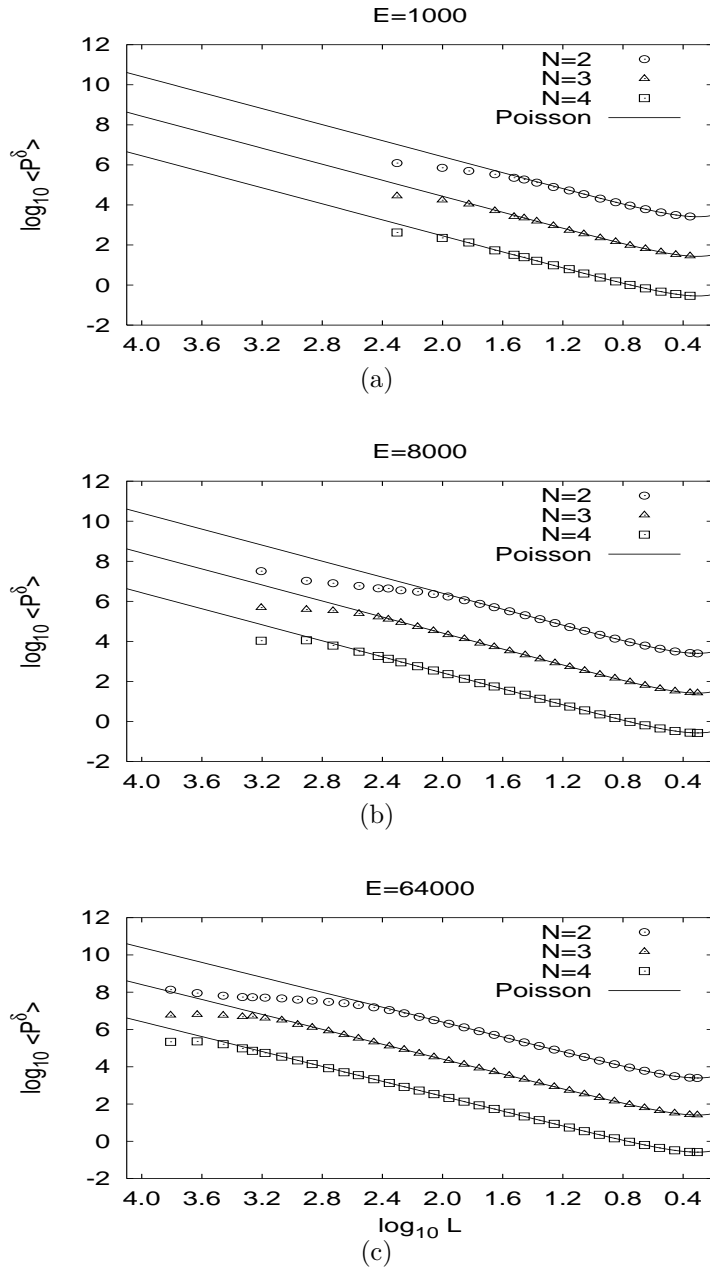 E=1000
12
10
8
6
4
2
0
-2
log10 <P^δ>
N=2
N=3
N=4
Poisson
4.0 3.6 3.2 2.8 2.4 2.0 1.6 1.2 0.8 0.4
(a)
E=8000
12
10
8
6
4
2
0
-2
log10 <P^δ>
N=2
N=3
N=4
Poisson
4.0 3.6 3.2 2.8 2.4 2.0 1.6 1.2 0.8 0.4
(b)
E=64000
12
10
8
6
4
2
0
-2
log10 <P^δ>
N=2
N=3
N=4
Poisson
4.0 3.6 3.2 2.8 2.4 2.0 1.6 1.2 0.8 0.4
log10 L
(c)